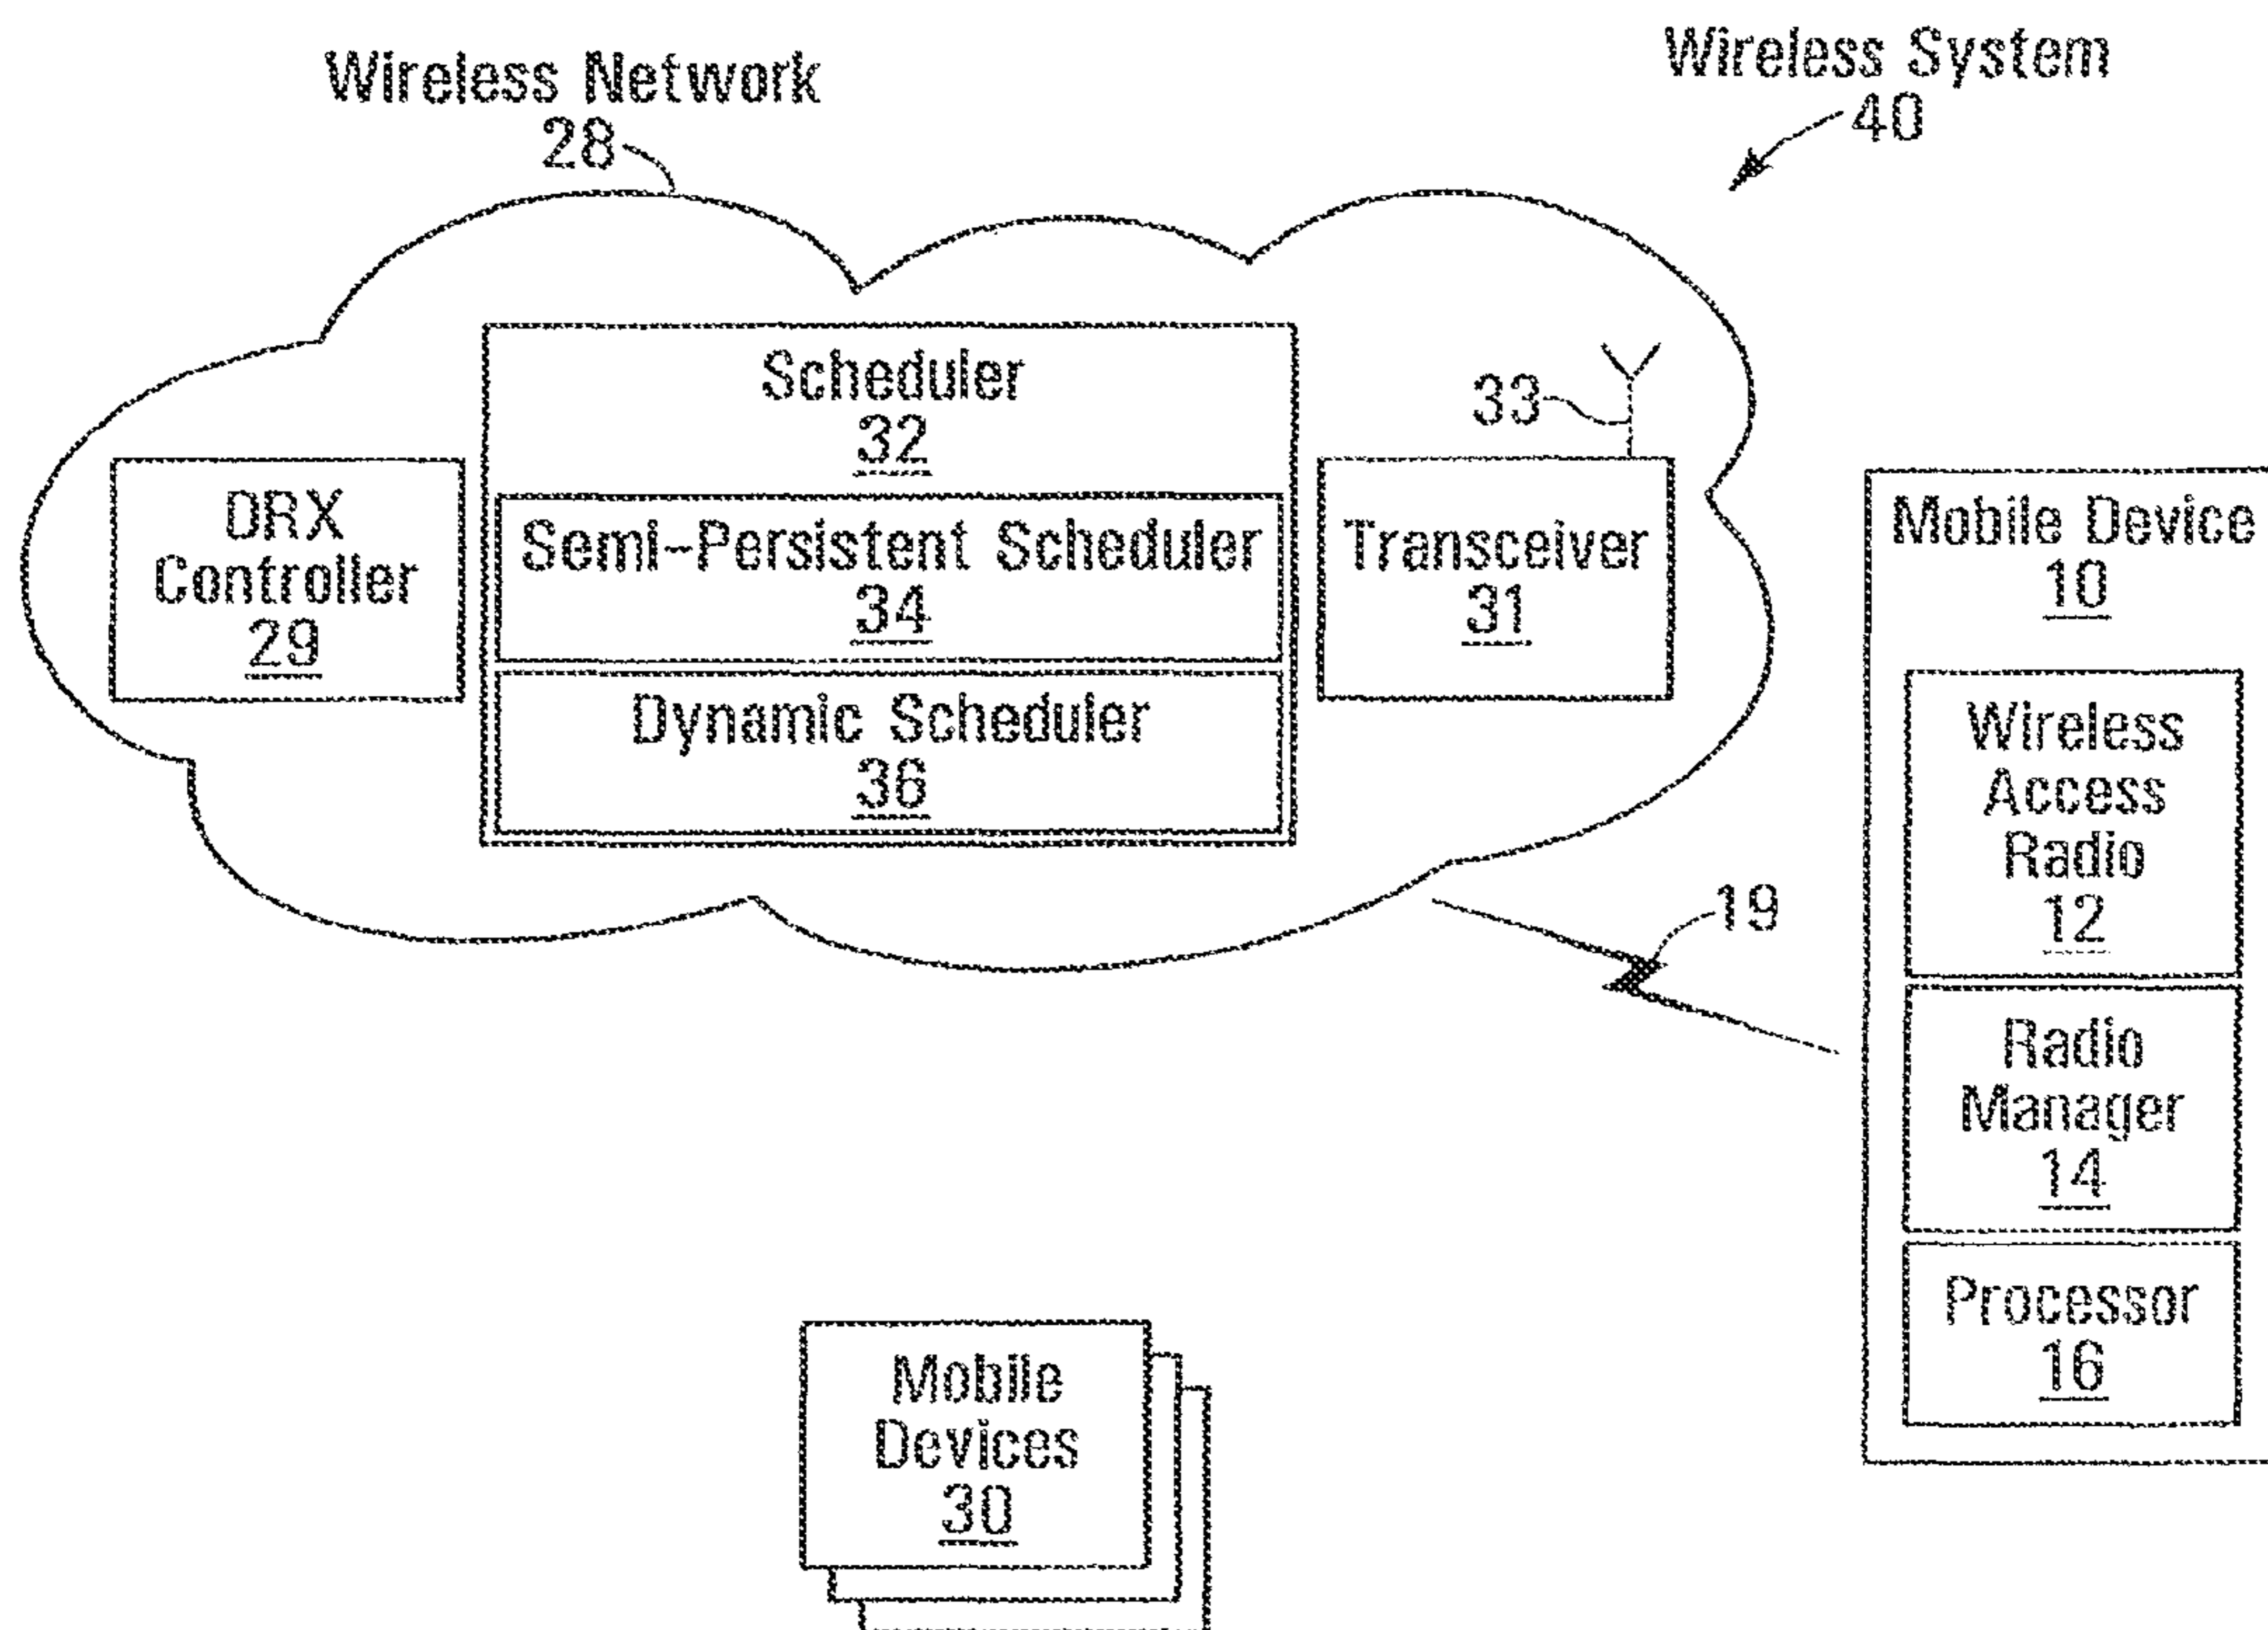 Wireless Network
28
Wireless System
40
Scheduler
32
33
DRX
Controller
29
Semi-Persistent Scheduler
34
Transceiver
31
Dynamic Scheduler
36
19
Mobile Device
10
Wireless
Access
Radio
12
Radio
Manager
14
Processor
16
Mobile
Devices
30